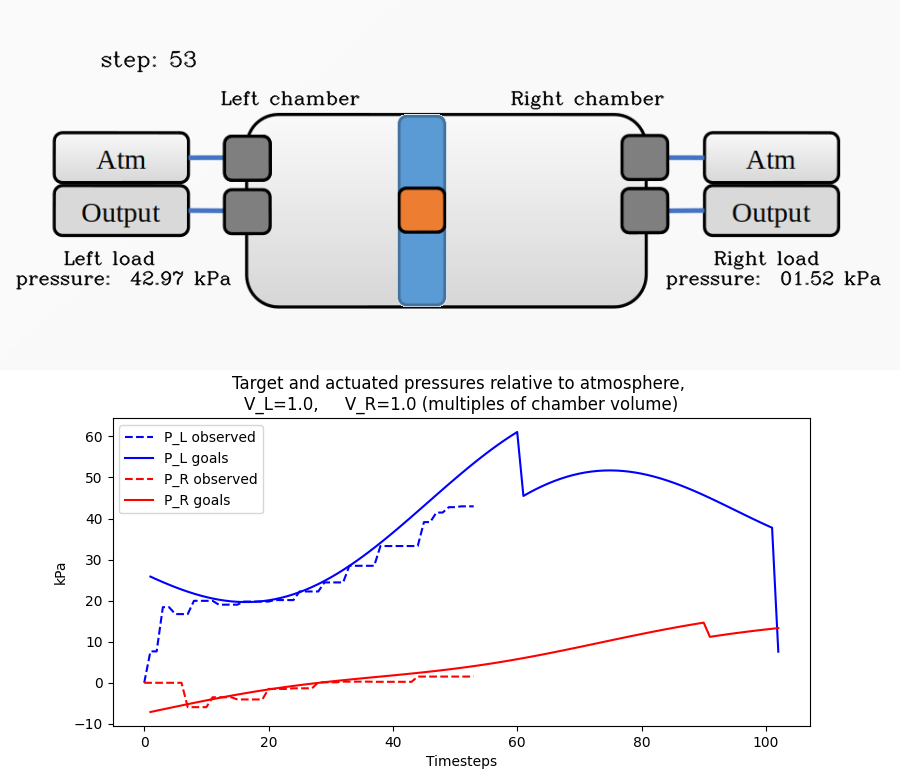 step: 53
Left chamber
Right chamber
Atm
Atm
Output
Output
Left load
pressure: 42.97 kPa
Right load
pressure: 01.52 kPa
Target and actuated pressures relative to atmosphere,
V_L=1.0, V_R=1.0 (multiples of chamber volume)
P_L observed
P_L goals
P_R observed
P_R goals
60
50
40
30
20
10
0
−10
kPa
0 20 40 60 80 100
Timesteps